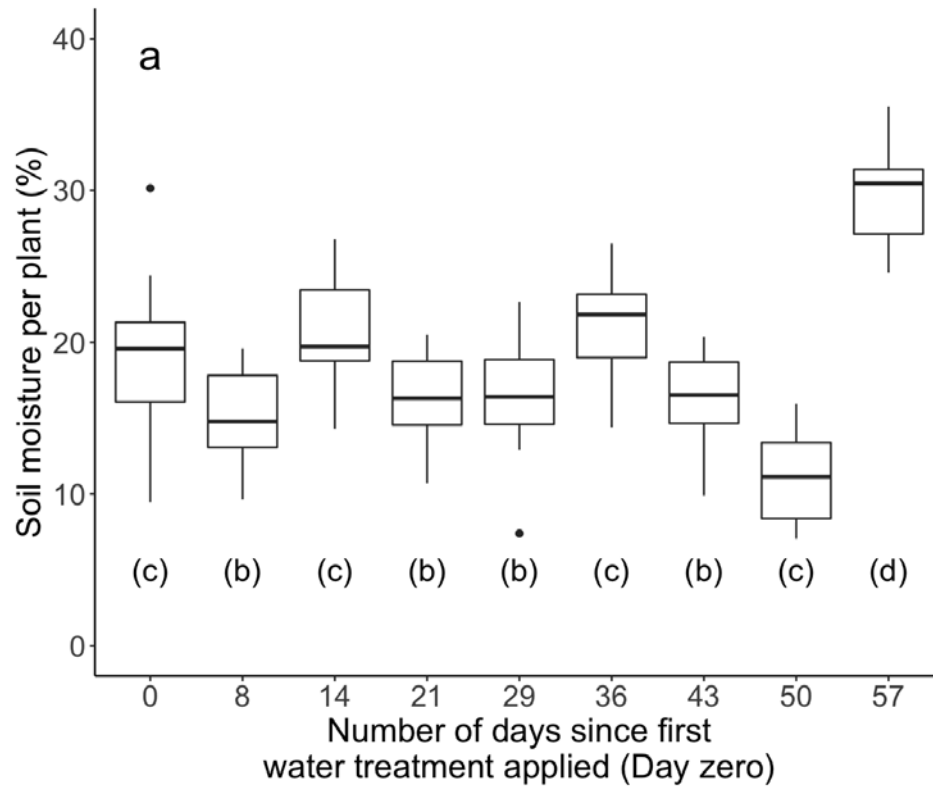 40
a
30
20
10
0
Soil moisture per plant (%)
(c) (b) (c) (b) (b) (c) (b) (c) (d)
0 8 14 21 29 36 43 50 57
Number of days since first
water treatment applied (Day zero)